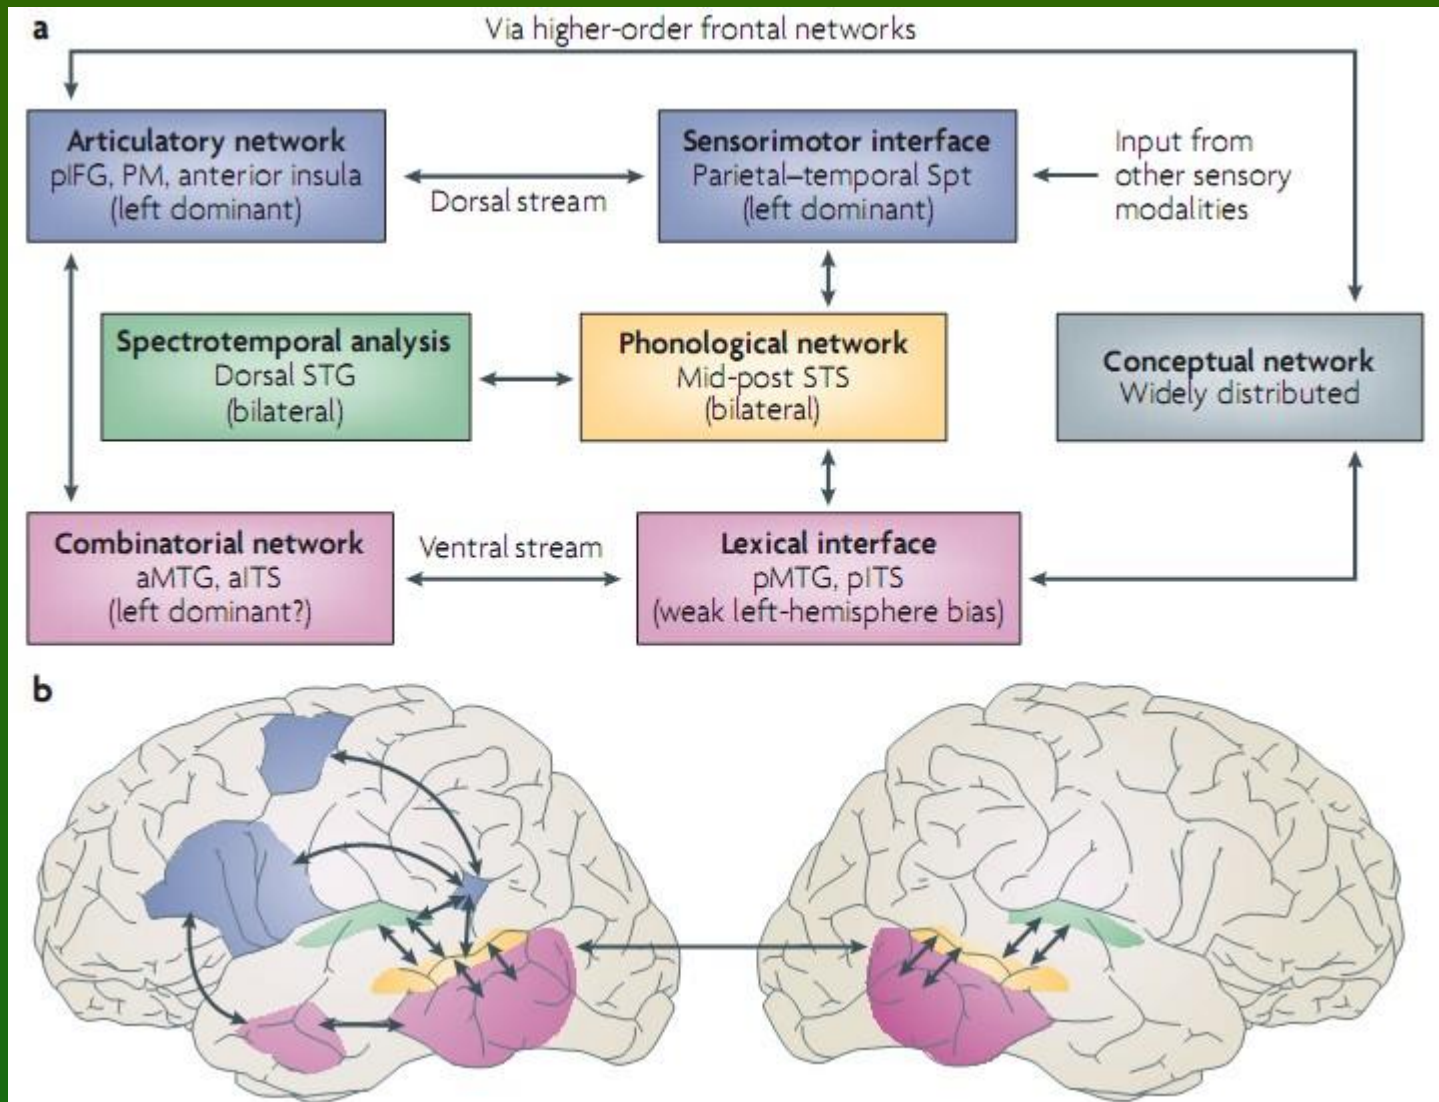 a
Via higher-order frontal networks
Articulatory network
pIFG, PM, anterior insula
(left dominant)
Dorsal stream
Sensorimotor interface
Parietal–temporal Spt
(left dominant)
Input from
other sensory
modalities
Spectrotemporal analysis
Dorsal STG
(bilateral)
Phonological network
Mid-post STS
(bilateral)
Conceptual network
Widely distributed
Combinatorial network
aMTG, aITS
(left dominant?)
Ventral stream
Lexical interface
pMTG, pITS
(weak left-hemisphere bias)
b